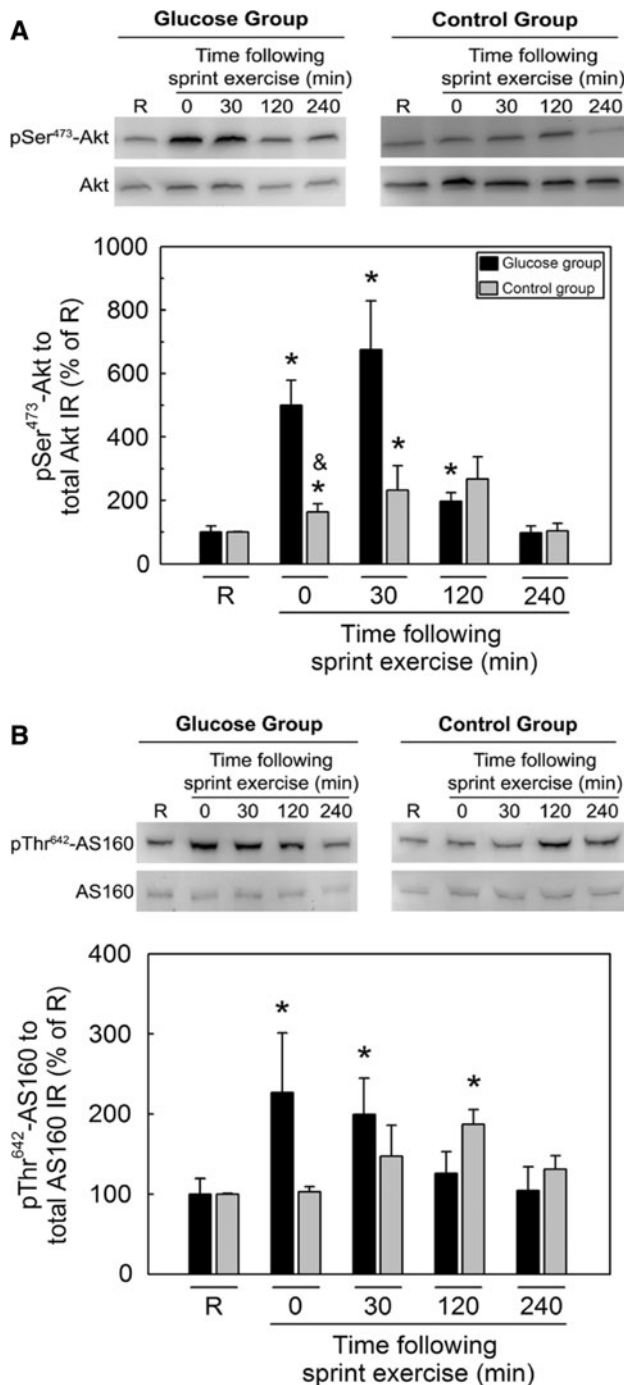 A
Glucose Group Control Group
Time following sprint exercise (min) Time following sprint exercise (min)
R 0 30 120 240 R 0 30 120 240
pSer⁴⁷³-Akt
Akt
1000
800
600
400
200
0
pSer⁴⁷³-Akt to
total Akt IR (% of R)
Glucose group
Control group
* & * * * *
R 0 30 120 240
Time following
sprint exercise (min)
B
Glucose Group Control Group
Time following sprint exercise (min) Time following sprint exercise (min)
R 0 30 120 240 R 0 30 120 240
pThr⁶⁴²-AS160
AS160
400
300
200
100
0
pThr⁶⁴²-AS160 to
total AS160 IR (% of R)
* * *
R 0 30 120 240
Time following
sprint exercise (min)